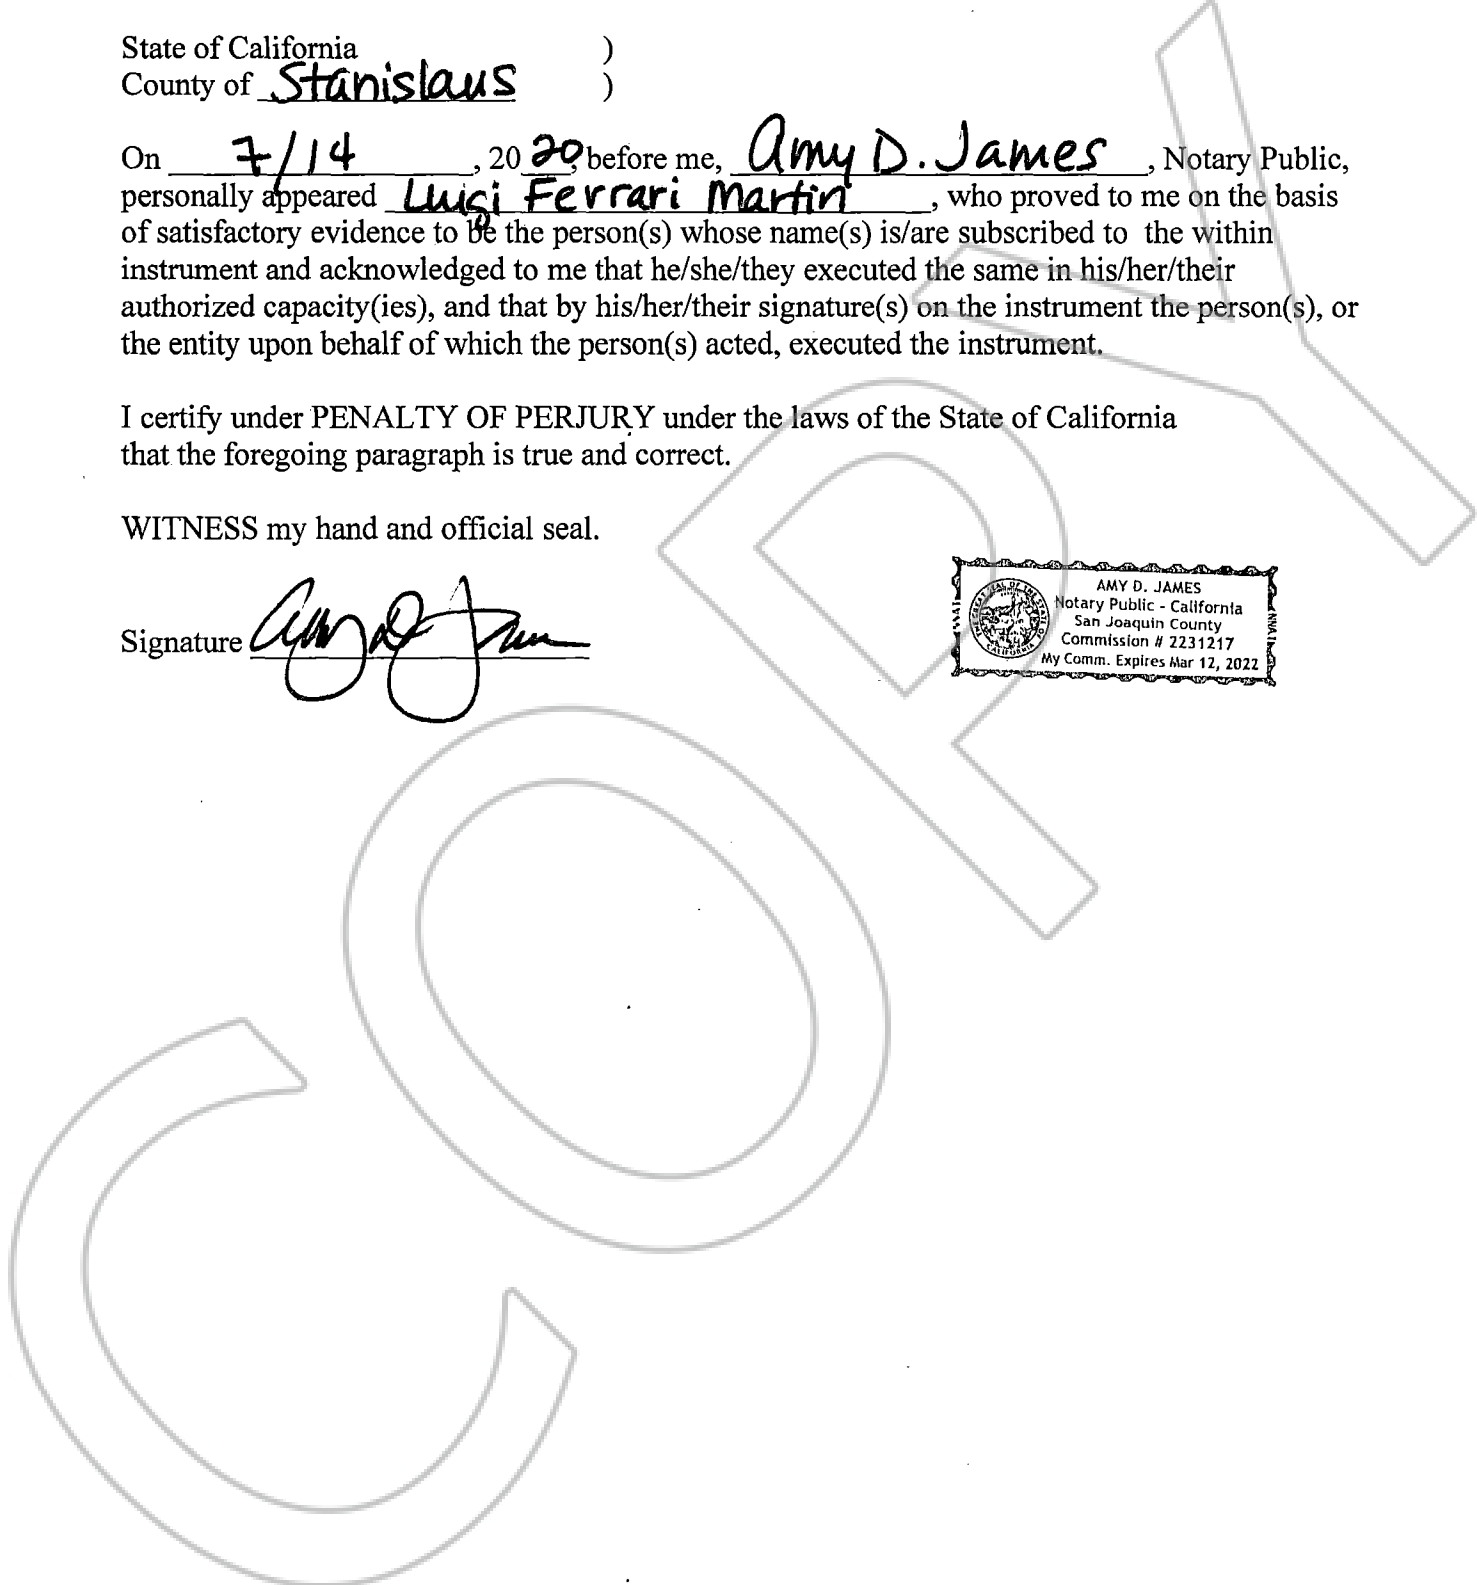 State of California )
County of Stanislaus )
On 7/14, 2020, before me, Amy D. James, Notary Public,
personally appeared Luigi Ferrari Martin, who proved to me on the basis
of satisfactory evidence to be the person(s) whose name(s) is/are subscribed to the within
instrument and acknowledged to me that he/she/they executed the same in his/her/their
authorized capacity(ies), and that by his/her/their signature(s) on the instrument the person(s), or
the entity upon behalf of which the person(s) acted, executed the instrument.
I certify under PENALTY OF PERJURY under the laws of the State of California
that the foregoing paragraph is true and correct.
WITNESS my hand and official seal.
Signature Amy D James
AMY D. JAMES
Notary Public - California
San Joaquin County
Commission # 2231217
My Comm. Expires Mar 12, 2022
COPY